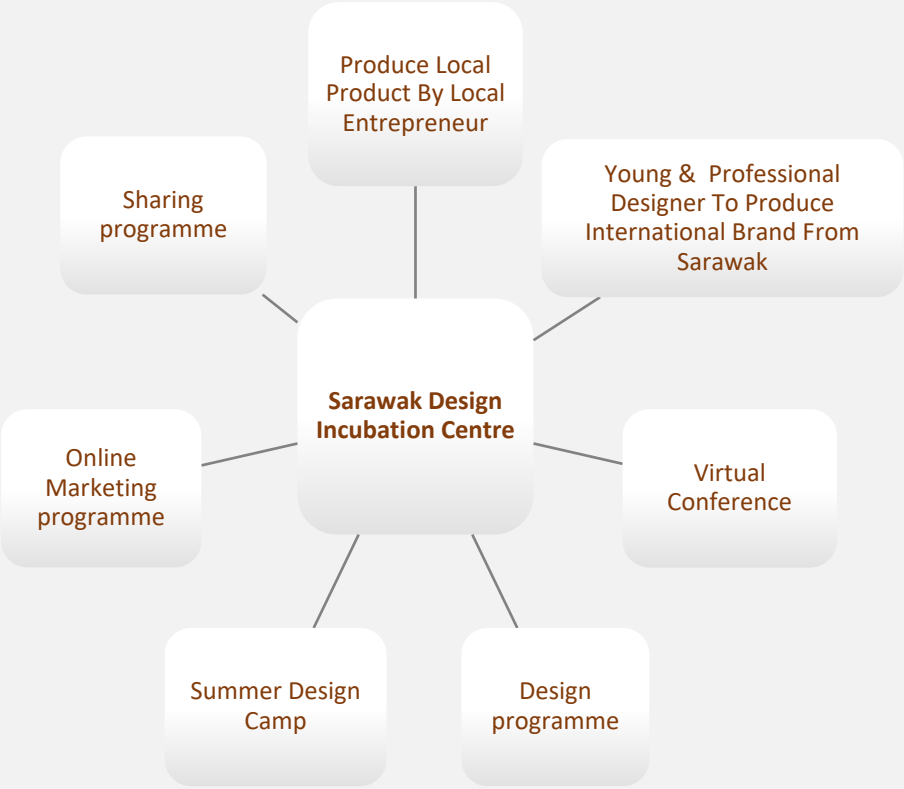 Produce Local
Product By Local
Entrepreneur
Young &  Professional
Designer To Produce
International Brand From
Sarawak
Sharing
programme
Sarawak Design
Incubation Centre
Online
Marketing
programme
Virtual
Conference
Summer Design
Camp
Design
programme